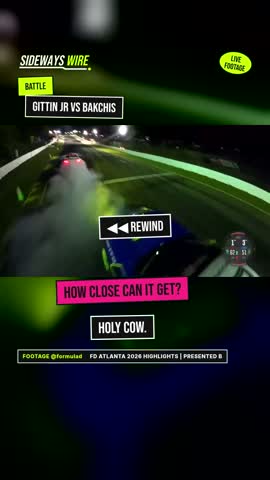 SIDEWAYS WIRE.
LIVE
FOOTAGE
BATTLE
GITTIN JR VS BAKCHIS
REWIND
HOW CLOSE CAN IT GET?
HOLY COW.
FOOTAGE @formulad FD ATLANTA 2026 HIGHLIGHTS | PRESENTED B